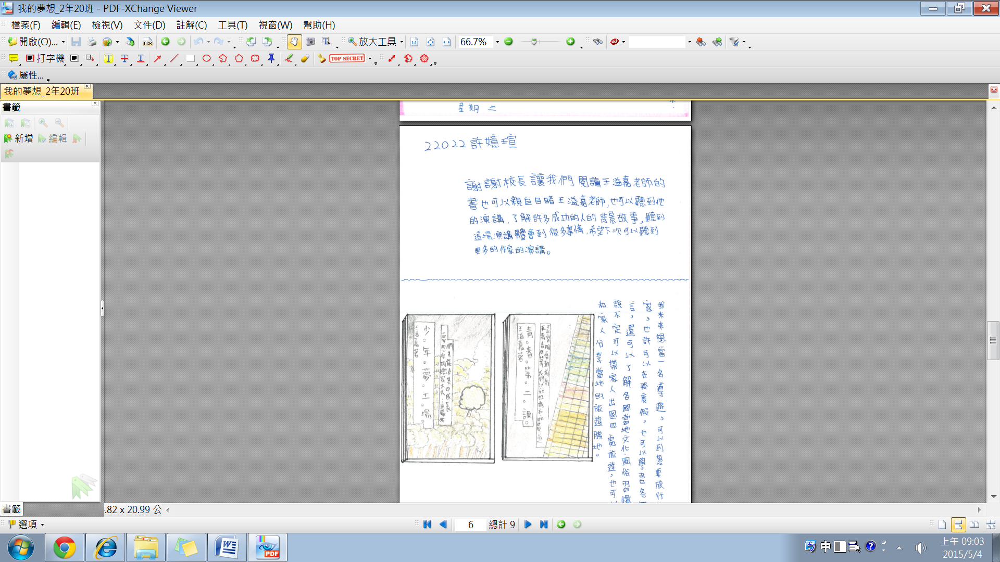 我的夢想_2年20班 - PDF-XChange Viewer
檔案(F) 編輯(E) 檢視(V) 文件(D) 註解(C) 工具(T) 視窗(W) 幫助(H)
開啟(O)... OCR 放大工具 1:1 66.7% Ask
打字機 T T T TOP SECRET
屬性...
我的夢想_2年20班
書籤
新增 編輯
星期三
22022 許嬑瑄
謝謝校長讓我們閱讀王溢嘉老師的
書也可以親自目睹王溢嘉老師,也可以聽到他
的演講,了解許多成功的人的背景故事,聽到
這場演講體會到很多事情,希望下次可以聽到
更多的作家的演講。
我未來想當一名導遊,可以到想要旅行
家,也許可以在那度假,也可以學習各國
言,還可以了解各國當地文化、風俗習慣
說不定可以帶家人出國四處旅遊,也可
和家人分享當地的旅遊勝地。
青。春。第。二。課。
王溢嘉著
少。年。夢。工。場。
王溢嘉著
書籤
.82 x 20.99 公
選項
6 總計 9
中
上午 09:03
2015/5/4
PDF